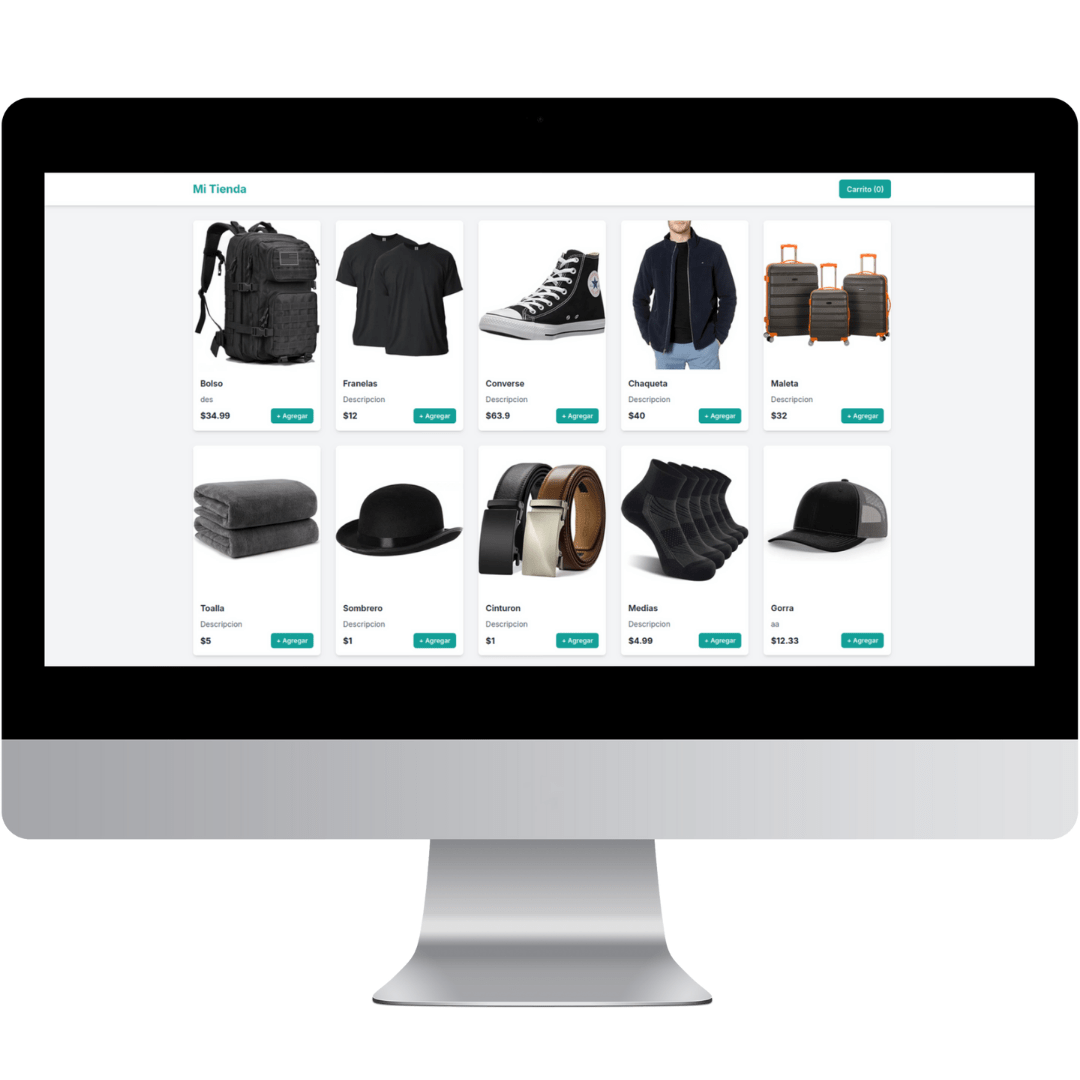 Mi Tienda
Carrito (0)
Bolso
des
$34.99
+ Agregar
Franelas
Descripcion
$12
+ Agregar
Converse
Descripcion
$63.9
+ Agregar
Chaqueta
Descripcion
$40
+ Agregar
Maleta
Descripcion
$32
+ Agregar
Toalla
Descripcion
$5
+ Agregar
Sombrero
Descripcion
$1
+ Agregar
Cinturon
Descripcion
$1
+ Agregar
Medias
Descripcion
$4.99
+ Agregar
Gorra
aa
$12.33
+ Agregar